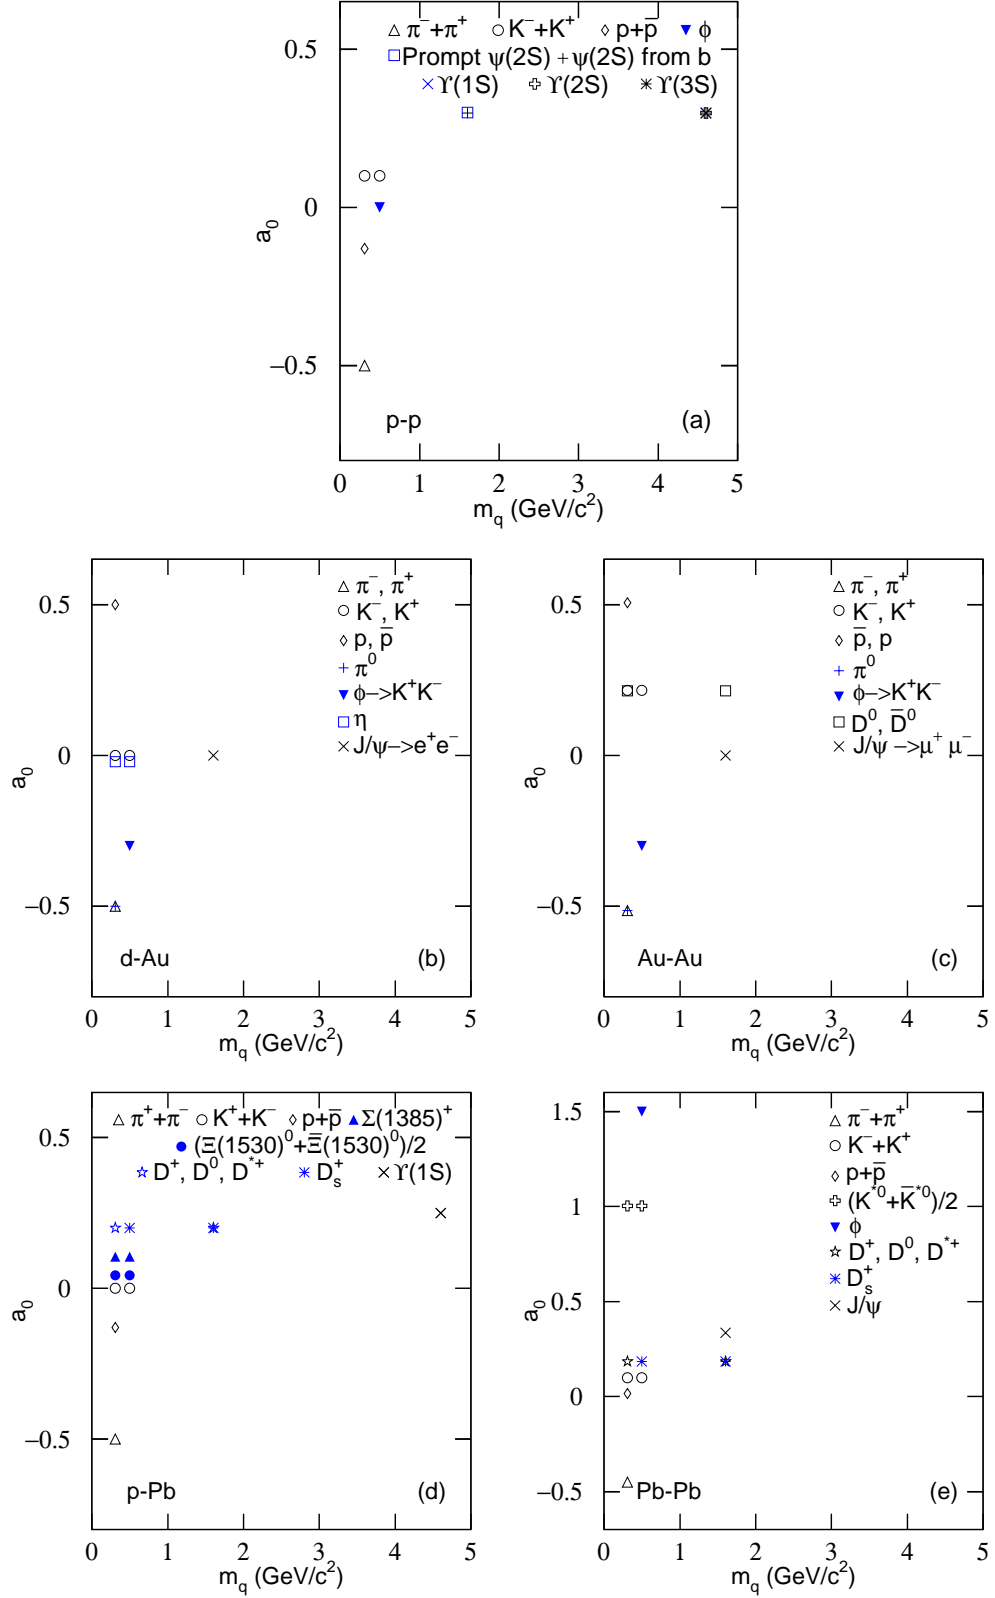 π⁻+π⁺ K⁻+K⁺ p+p̅ ϕ
Prompt ψ(2S) + ψ(2S) from b
ϒ(1S) ϒ(2S) ϒ(3S)
0.5
0
−0.5
a₀
p-p (a)
0 1 2 3 4 5
m_q (GeV/c²)
π⁻, π⁺
K⁻, K⁺
p, p̅
π⁰
ϕ−>K⁺K⁻
η
J/ψ−>e⁺e⁻
0.5
0
−0.5
a₀
d-Au (b)
0 1 2 3 4 5
m_q (GeV/c²)
π⁻, π⁺
K⁻, K⁺
p̅, p
π⁰
ϕ−>K⁺K⁻
D⁰, D̅⁰
J/ψ −>μ⁺ μ⁻
0.5
0
−0.5
a₀
Au-Au (c)
0 1 2 3 4 5
m_q (GeV/c²)
π⁺+π⁻ K⁺+K⁻ p+p̅ Σ(1385)⁺
(Ξ(1530)⁰+Ξ̅(1530)⁰)/2
D⁺, D⁰, D*⁺ D_s⁺ ϒ(1S)
0.5
0
−0.5
a₀
p-Pb (d)
0 1 2 3 4 5
m_q (GeV/c²)
π⁻+π⁺
K⁻+K⁺
p+p̅
(K*⁰+K̅*⁰)/2
ϕ
D⁺, D⁰, D*⁺
D_s⁺
J/ψ
1.5
1
0.5
0
−0.5
a₀
Pb-Pb (e)
0 1 2 3 4 5
m_q (GeV/c²)